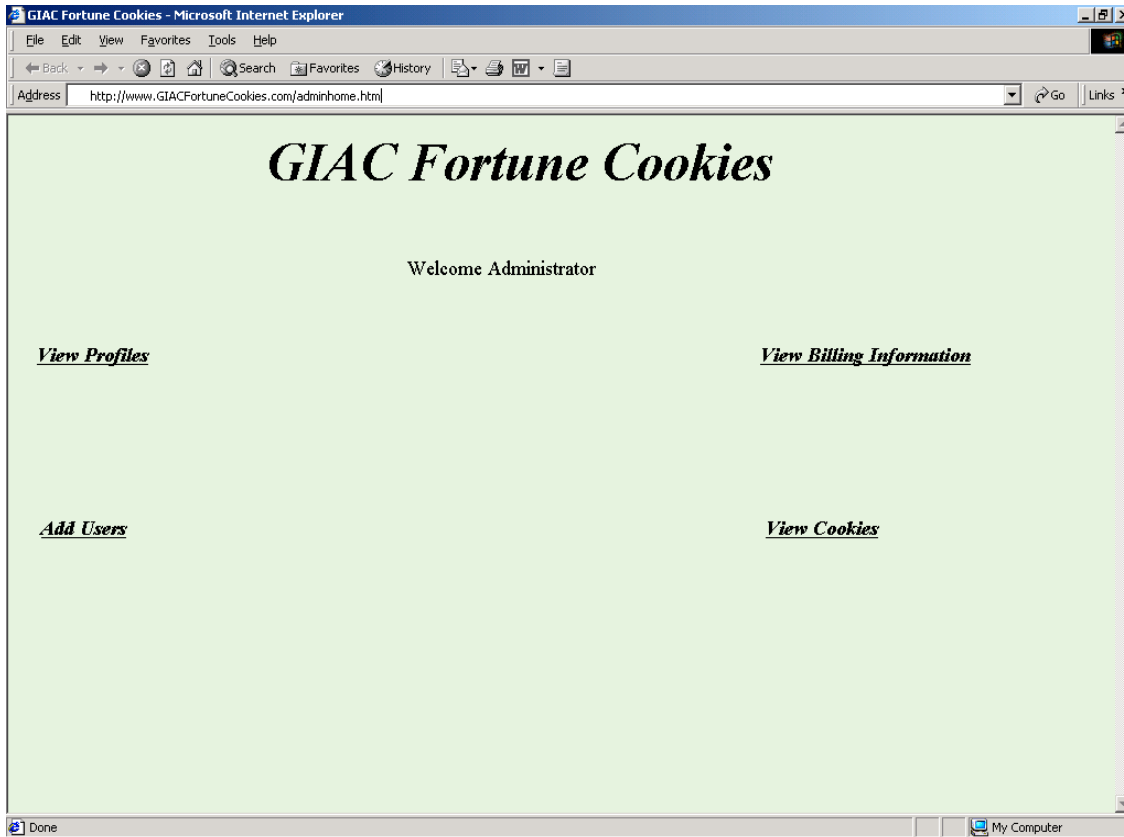 GIAC Fortune Cookies - Microsoft Internet Explorer
File Edit View Favorites Tools Help
Back Search Favorites History
Address http://www.GIACFortuneCookies.com/adminhome.htm Go Links
GIAC Fortune Cookies
Welcome Administrator
View Profiles View Billing Information
Add Users View Cookies
Done My Computer